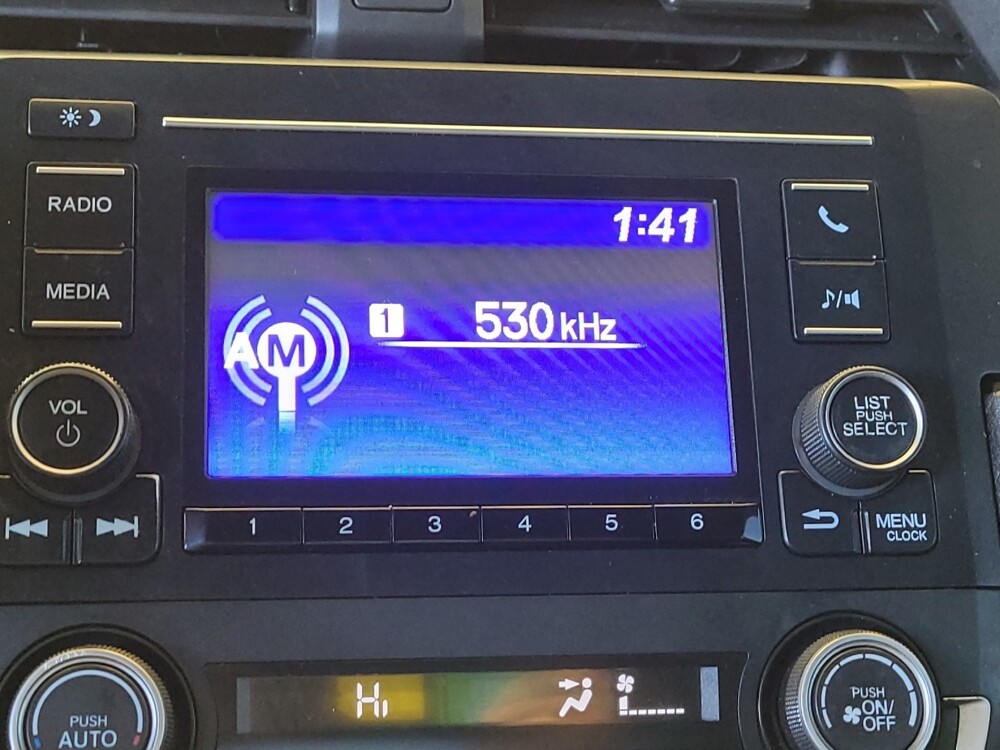 RADIO
MEDIA
VOL
1:41
AM
1 530 kHz
LIST
PUSH
SELECT
1 2 3 4 5 6
MENU
CLOCK
PUSH
AUTO
Hi
PUSH
ON/
OFF